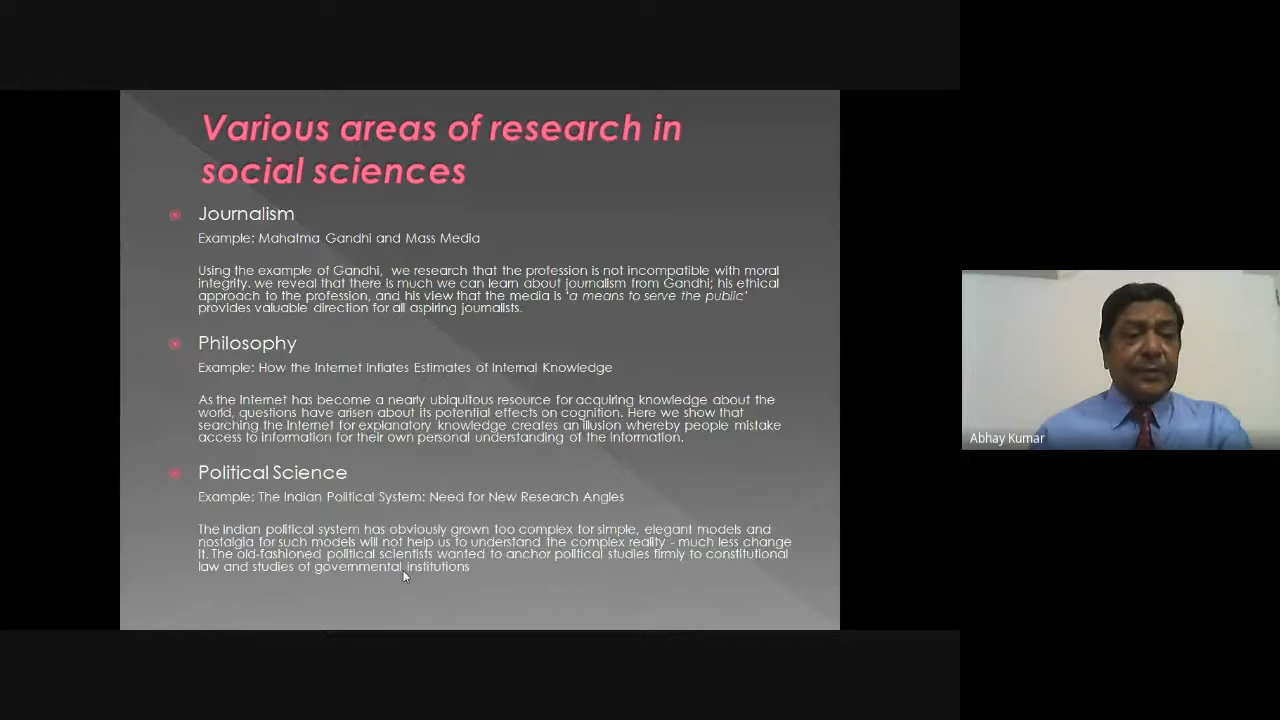 Various areas of research in
social sciences
Journalism
Example: Mahatma Gandhi and Mass Media
Using the example of Gandhi, we research that the profession is not incompatible with moral
integrity. we reveal that there is much we can learn about journalism from Gandhi; his ethical
approach to the profession, and his view that the media is 'a means to serve the public'
provides valuable direction for all aspiring journalists.
Philosophy
Example: How the Internet Inflates Estimates of Internal Knowledge
As the Internet has become a nearly ubiquitous resource for acquiring knowledge about the
world, questions have arisen about its potential effects on cognition. Here we show that
searching the Internet for explanatory knowledge creates an illusion whereby people mistake
access to information for their own personal understanding of the information.
Political Science
Example: The Indian Political System: Need for New Research Angles
The Indian political system has obviously grown too complex for simple, elegant models and
nostalgia for such models will not help us to understand the complex reality - much less change
it. The old-fashioned political scientists wanted to anchor political studies firmly to constitutional
law and studies of governmental institutions
Abhay Kumar